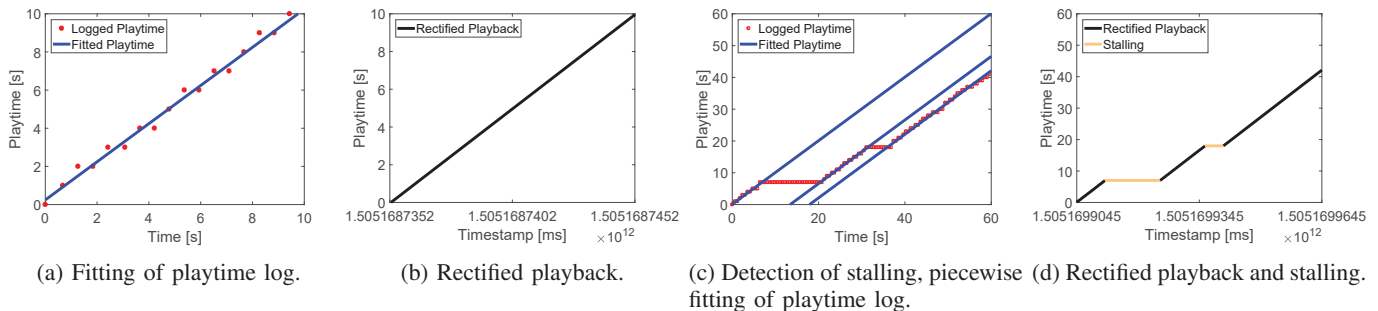 10
8
6
4
2
0
Playtime [s]
Logged Playtime
Fitted Playtime
0 2 4 6 8 10
Time [s]
(a) Fitting of playtime log.
10
8
6
4
2
0
Playtime [s]
Rectified Playback
1.5051687352 1.5051687402 1.5051687452
Timestamp [ms] ×10^12
(b) Rectified playback.
60
50
40
30
20
10
0
Playtime [s]
Logged Playtime
Fitted Playtime
0 20 40 60
Time [s]
(c) Detection of stalling, piecewise
fitting of playtime log.
60
50
40
30
20
10
0
Playtime [s]
Rectified Playback
Stalling
1.5051699045 1.5051699345 1.5051699645
Timestamp [ms] ×10^12
(d) Rectified playback and stalling.